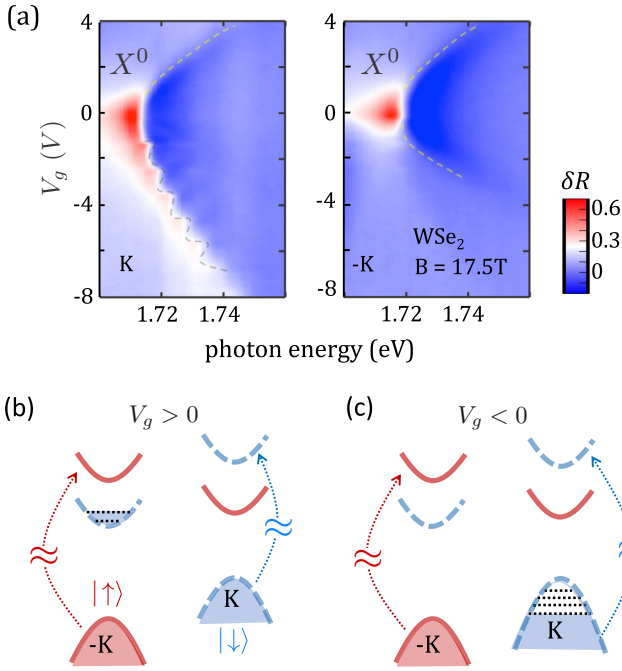 (a)
4
0
-4
-8
V_g (V)
X⁰
K
1.72
1.74
4
0
-4
-8
X⁰
WSe₂
-K
B = 17.5T
1.72
1.74
photon energy (eV)
δR
0.6
0.3
0
(b)
V_g > 0
|↑⟩
-K
K
|↓⟩
(c)
V_g < 0
-K
K